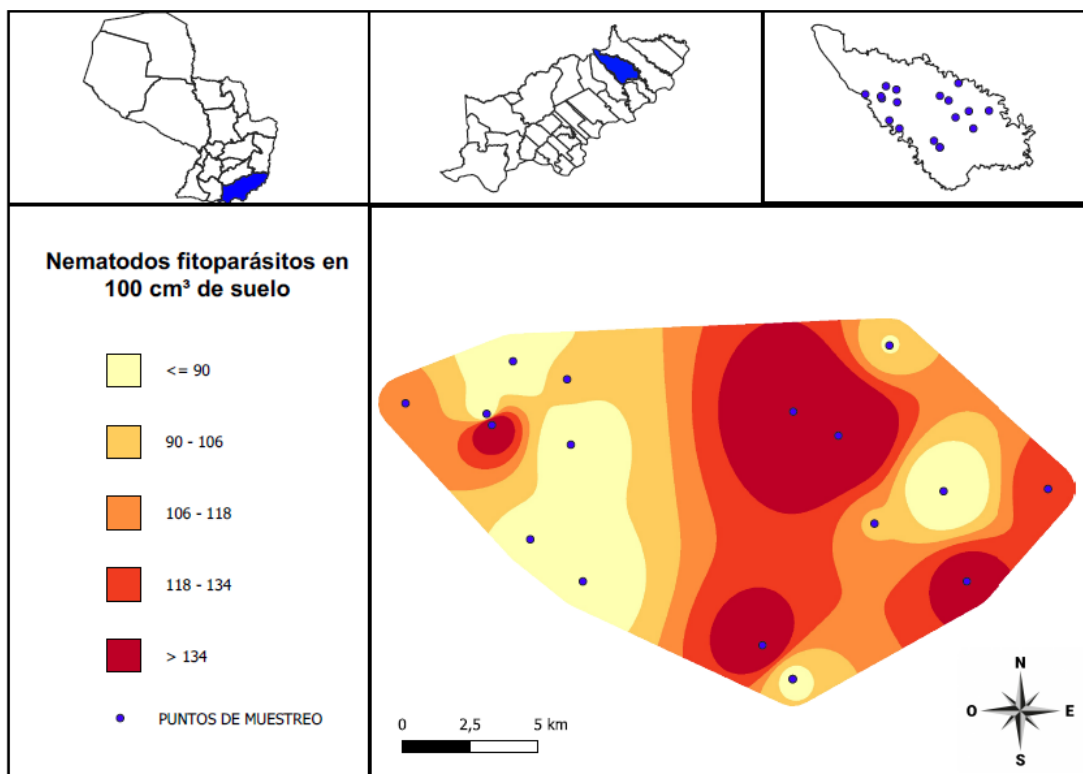 Nematodos fitoparásitos en
100 cm³ de suelo
<= 90
90 - 106
106 - 118
118 - 134
> 134
PUNTOS DE MUESTREO
0 2,5 5 km
N
O E
S